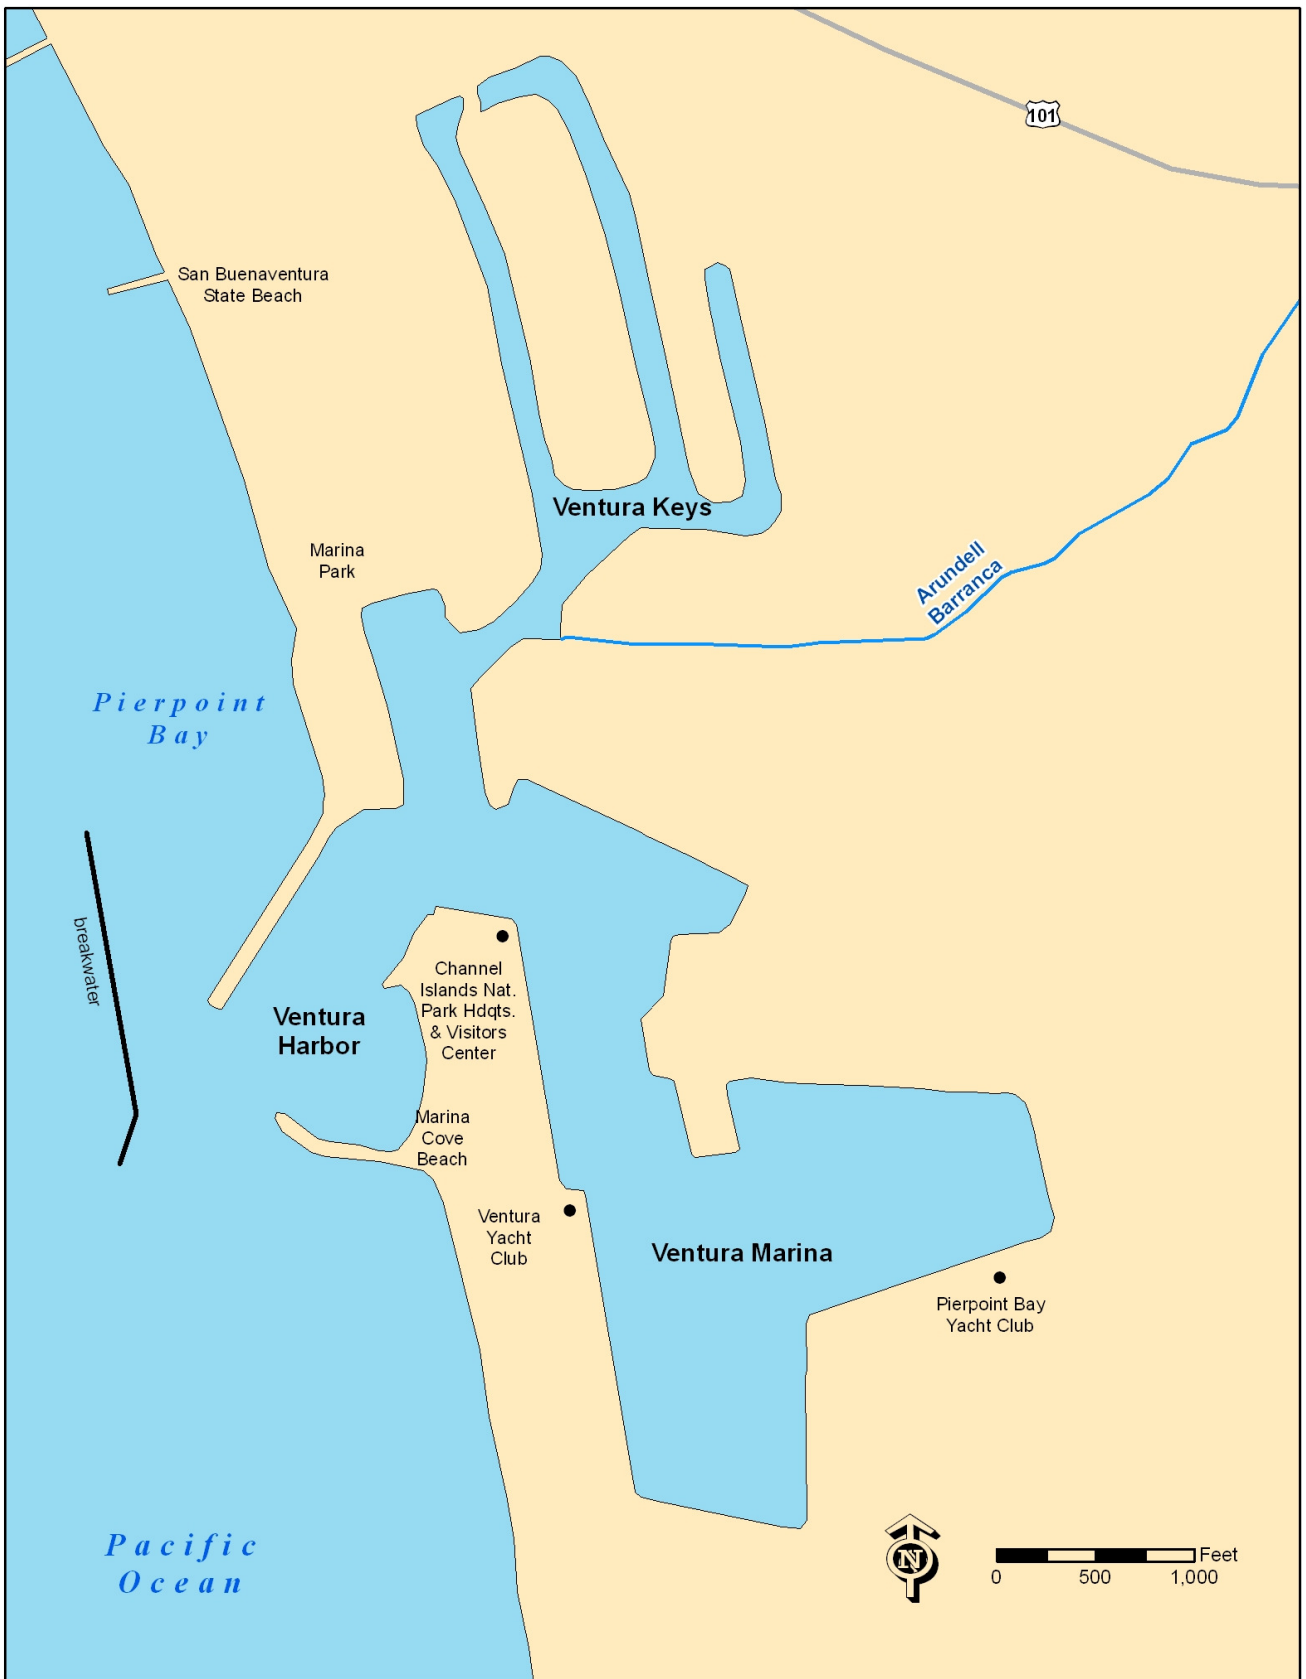 101
San Buenaventura
State Beach
Ventura Keys
Marina
Park
Arundell
Barranca
Pierpoint
Bay
breakwater
Channel
Islands Nat.
Park Hdqts.
& Visitors
Center
Ventura
Harbor
Marina
Cove
Beach
Ventura
Yacht
Club
Ventura Marina
Pierpoint Bay
Yacht Club
Pacific
Ocean
N
Feet
0 500 1,000